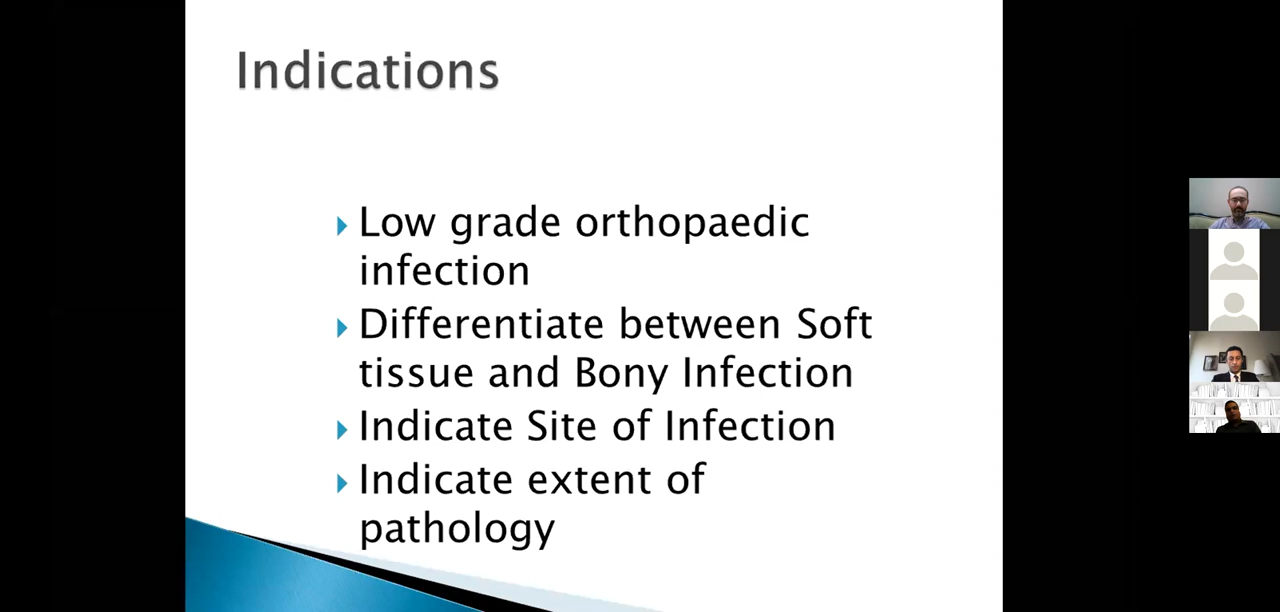 Indications
Low grade orthopaedic
infection
Differentiate between Soft
tissue and Bony Infection
Indicate Site of Infection
Indicate extent of
pathology